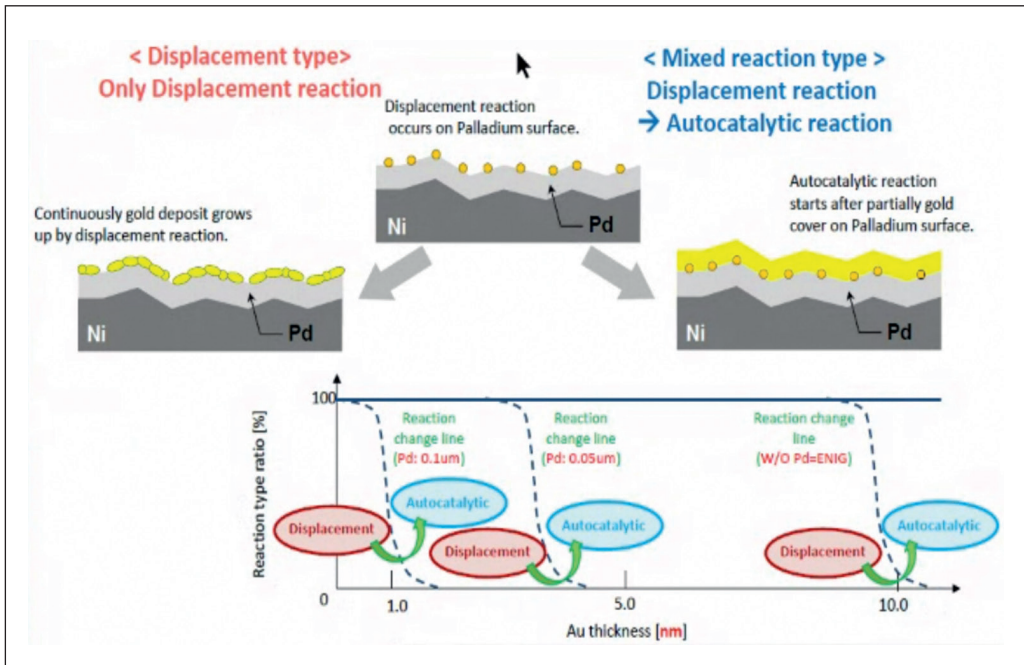 < Displacement type>
Only Displacement reaction
Displacement reaction
occurs on Palladium surface.
< Mixed reaction type >
Displacement reaction
→ Autocatalytic reaction
Ni
Pd
Continuously gold deposit grows
up by displacement reaction.
Ni
Pd
Autocatalytic reaction
starts after partially gold
cover on Palladium surface.
Ni
Pd
Reaction type ratio [%]
100
0
Reaction
change line
(Pd: 0.1um)
Reaction
change line
(Pd: 0.05um)
Reaction change
line
(W/O Pd=ENIG)
Displacement
Autocatalytic
Displacement
Autocatalytic
Displacement
Autocatalytic
1.0
5.0
10.0
Au thickness [nm]